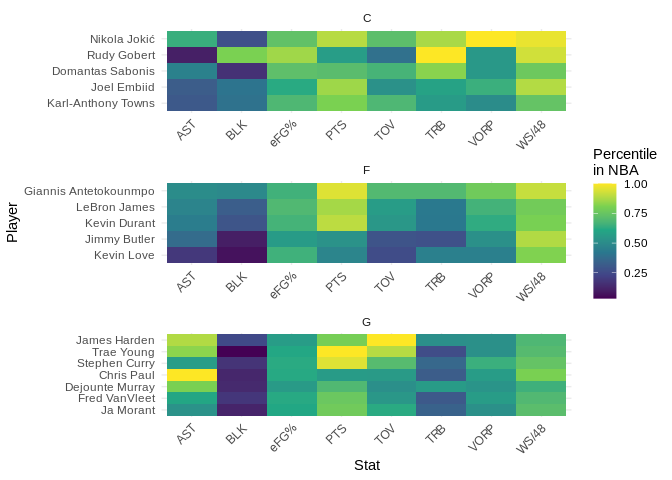 C
Nikola Jokić
Rudy Gobert
Domantas Sabonis
Joel Embiid
Karl-Anthony Towns
AST
BLK
eFG%
PTS
TOV
TRB
VORP
WS/48
F
Giannis Antetokounmpo
LeBron James
Kevin Durant
Jimmy Butler
Kevin Love
AST
BLK
eFG%
PTS
TOV
TRB
VORP
WS/48
G
James Harden
Trae Young
Stephen Curry
Chris Paul
Dejounte Murray
Fred VanVleet
Ja Morant
AST
BLK
eFG%
PTS
TOV
TRB
VORP
WS/48
Stat
Player
Percentile
in NBA
1.00
0.75
0.50
0.25